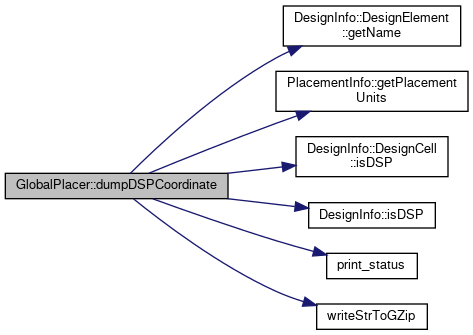 DesignInfo::DesignElement
::getName
PlacementInfo::getPlacement
Units
DesignInfo::DesignCell
::isDSP
GlobalPlacer::dumpDSPCoordinate
DesignInfo::isDSP
print_status
writeStrToGZip